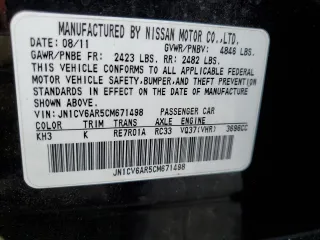 MANUFACTURED BY NISSAN MOTOR CO.,LTD.
DATE: 08/11 GVWR/PNBV: 4846 LBS.
GAWR/PNBE FR: 2423 LBS. RR: 2482 LBS.
THIS VEHICLE CONFORMS TO ALL APPLICABLE FEDERAL
MOTOR VEHICLE SAFETY,BUMPER,AND THEFT PREVENTION
STANDARDS IN EFFECT ON THE DATE OF MANUFACTURE
SHOWN ABOVE.
VIN: JN1CV6AR5CM671498 PASSENGER CAR
COLOR TRIM TRANS AXLE ENGINE
KH3 K RE7R01A RC33 VQ37(VHR) 3696CC
JN1CV6AR5CM671498